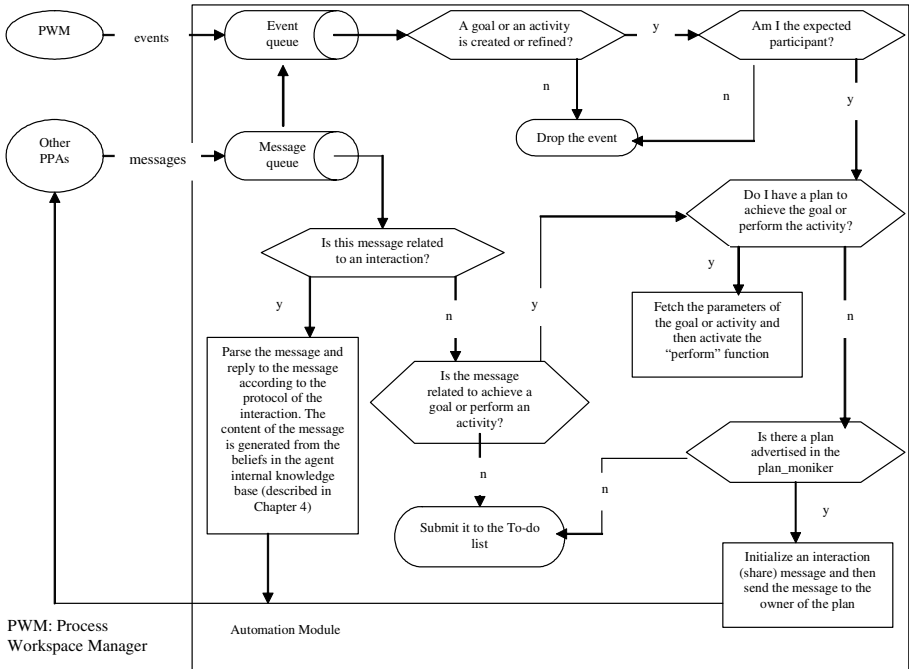 PWM
events
Event
queue
A goal or an activity
is created or refined?
y
Am I the expected
participant?
n
n
y
Drop the event
Other
PPAs
messages
Message
queue
Do I have a plan to
achieve the goal or
perform the activity?
Is this message related
to an interaction?
y
n
y
y
n
Fetch the parameters of
the goal or activity and
then activate the
“perform” function
Parse the message and
reply to the message
according to the
protocol of the
interaction. The
content of the message
is generated from the
beliefs in the agent
internal knowledge
base (described in
Chapter 4)
Is the message
related to achieve a
goal or perform an
activity?
n
Is there a plan
advertised in the
plan_moniker
n
y
Submit it to the To-do
list
Initialize an interaction
(share) message and then
send the message to the
owner of the plan
PWM: Process
Workspace Manager
Automation Module